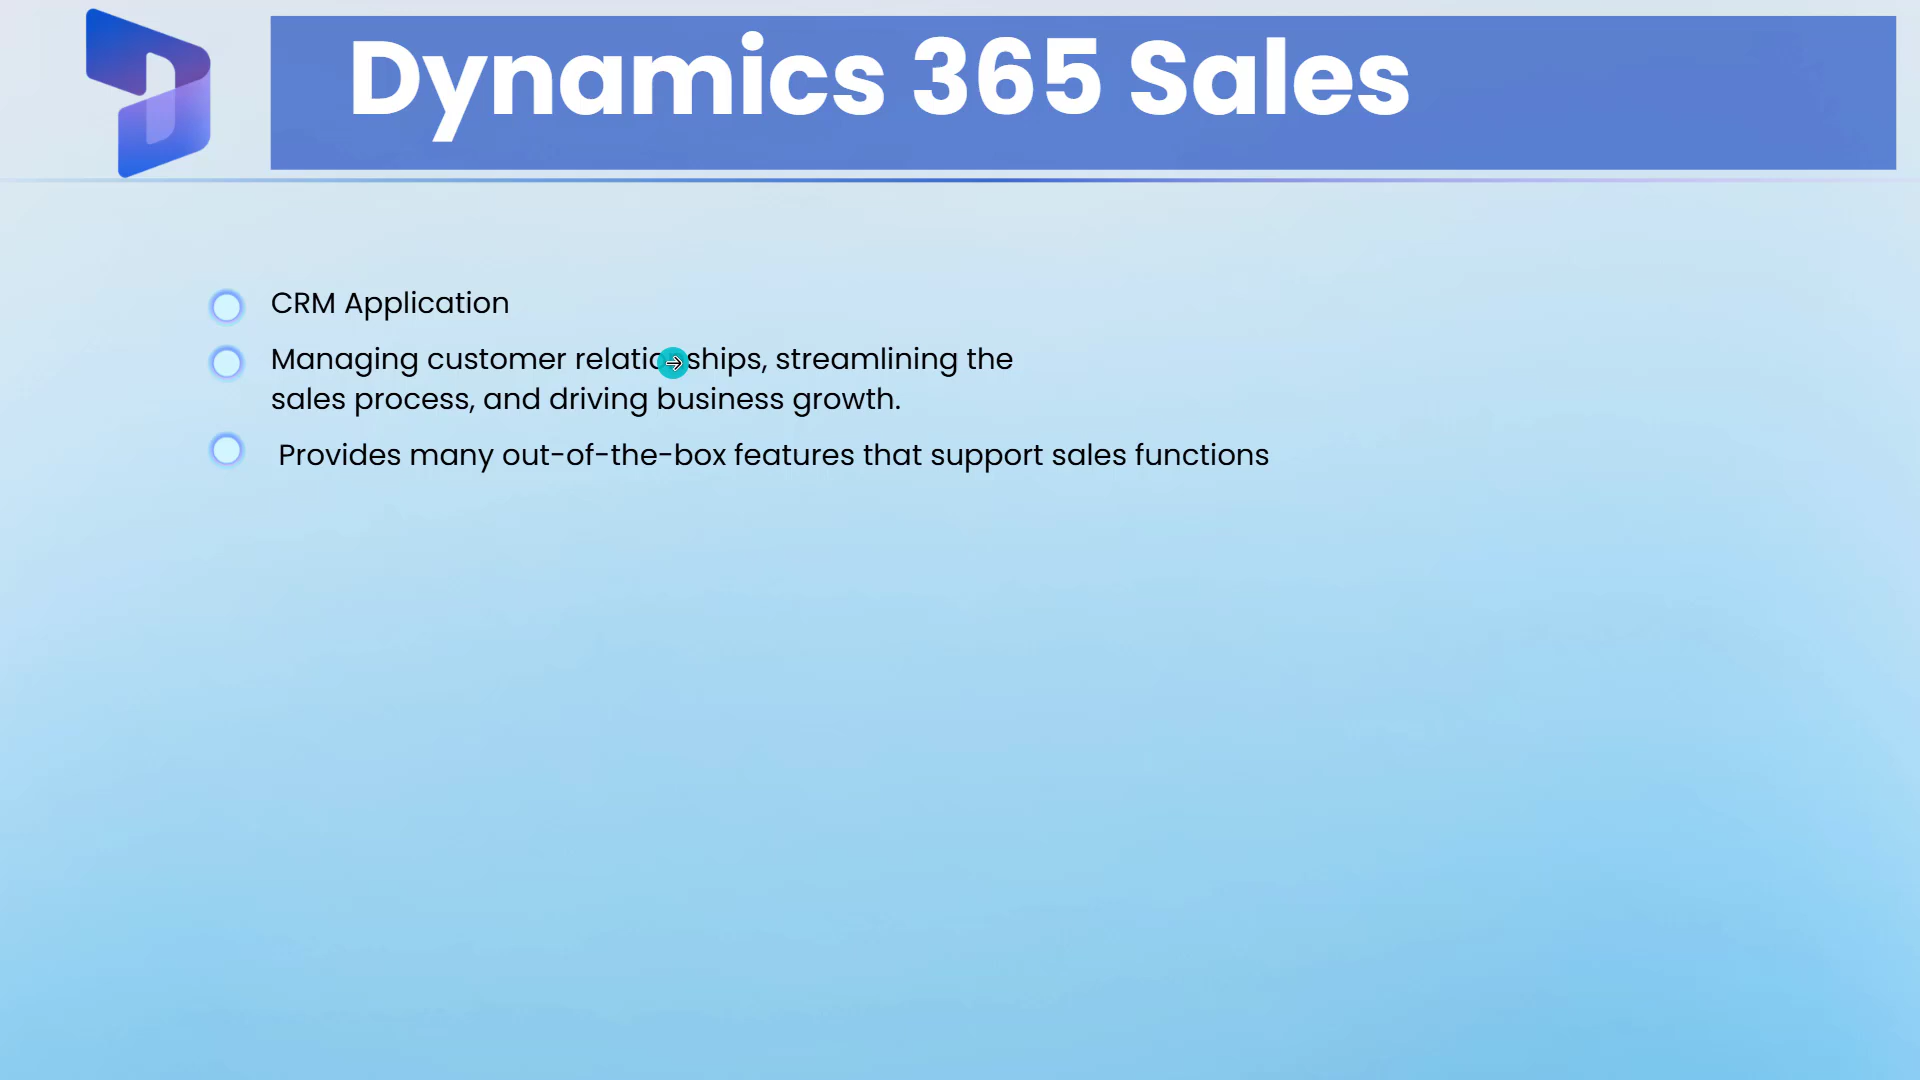 Dynamics 365 Sales
CRM Application
Managing customer relationships, streamlining the
sales process, and driving business growth.
Provides many out-of-the-box features that support sales functions